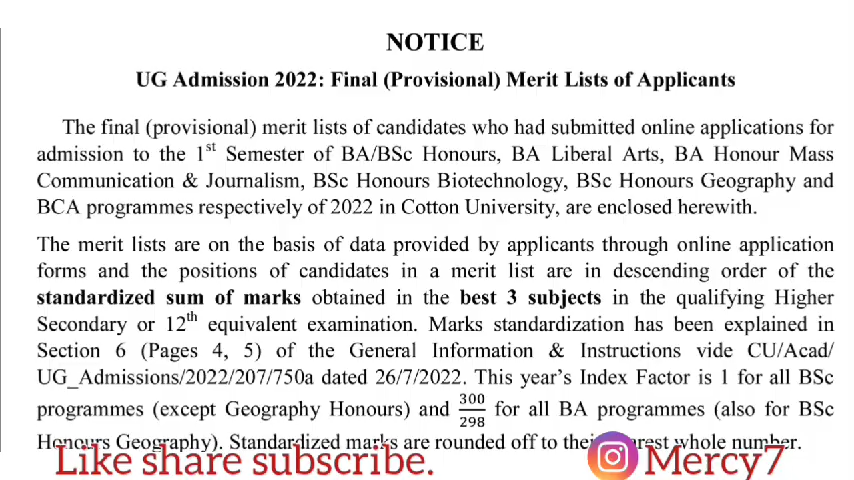 NOTICE
UG Admission 2022: Final (Provisional) Merit Lists of Applicants
The final (provisional) merit lists of candidates who had submitted online applications for
admission to the 1st Semester of BA/BSc Honours, BA Liberal Arts, BA Honour Mass
Communication & Journalism, BSc Honours Biotechnology, BSc Honours Geography and
BCA programmes respectively of 2022 in Cotton University, are enclosed herewith.
The merit lists are on the basis of data provided by applicants through online application
forms and the positions of candidates in a merit list are in descending order of the
standardized sum of marks obtained in the best 3 subjects in the qualifying Higher
Secondary or 12th equivalent examination. Marks standardization has been explained in
Section 6 (Pages 4, 5) of the General Information & Instructions vide CU/Acad/
UG_Admissions/2022/207/750a dated 26/7/2022. This year's Index Factor is 1 for all BSc
programmes (except Geography Honours) and 300/298 for all BA programmes (also for BSc
Honours Geography). Standardized marks are rounded off to whole number.
Like share subscribe. Mercy7